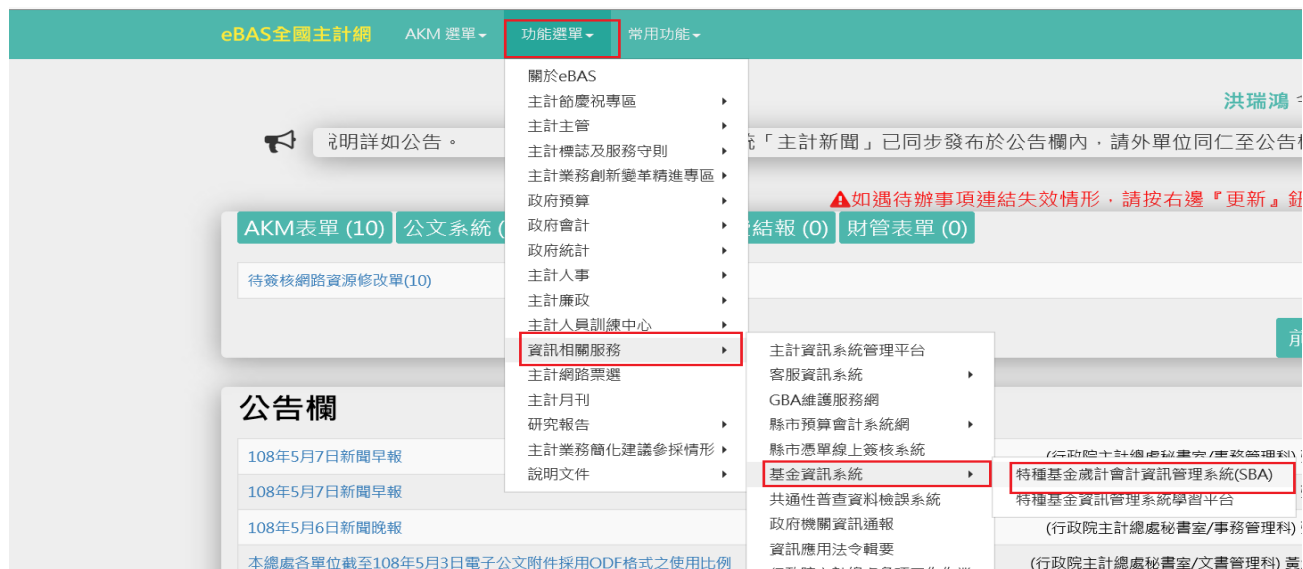 eBAS全國主計網 AKM 選單 功能選單 常用功能
關於eBAS
主計節慶祝專區
主計主管
主計標誌及服務守則
主計業務創新變革精進專區
政府預算
政府會計
政府統計
主計人事
主計廉政
主計人員訓練中心
資訊相關服務
主計網路票選
主計月刊
研究報告
主計業務簡化建議參採情形
說明文件
主計資訊系統管理平台
客服資訊系統
GBA維護服務網
縣市預算會計系統網
縣市憑單線上簽核系統
基金資訊系統
共通性普查資料檢誤系統
政府機關資訊通報
資訊應用法令輯要
特種基金歲計會計資訊管理系統(SBA)
特種基金資訊管理系統學習平台
洪瑞鴻
說明詳如公告。 「主計新聞」已同步發布於公告欄內，請外單位同仁至公告
如遇待辦事項連結失效情形，請按右邊『更新』鈕
AKM表單 (10) 公文系統 ( 結報 (0) 財管表單 (0)
待簽核網路資源修改單(10)
前
公告欄
108年5月7日新聞早報 (行政院主計總處秘書室/事務管理科)
108年5月7日新聞早報
108年5月6日新聞晚報 (行政院主計總處秘書室/事務管理科)
本總處各單位截至108年5月3日電子公文附件採用ODF格式之使用比例 (行政院主計總處秘書室/文書管理科) 黃